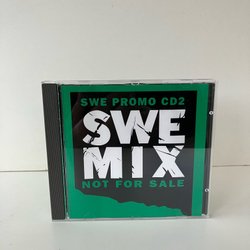 SWE PROMO CD2
SWE
MIX
NOT FOR SALE